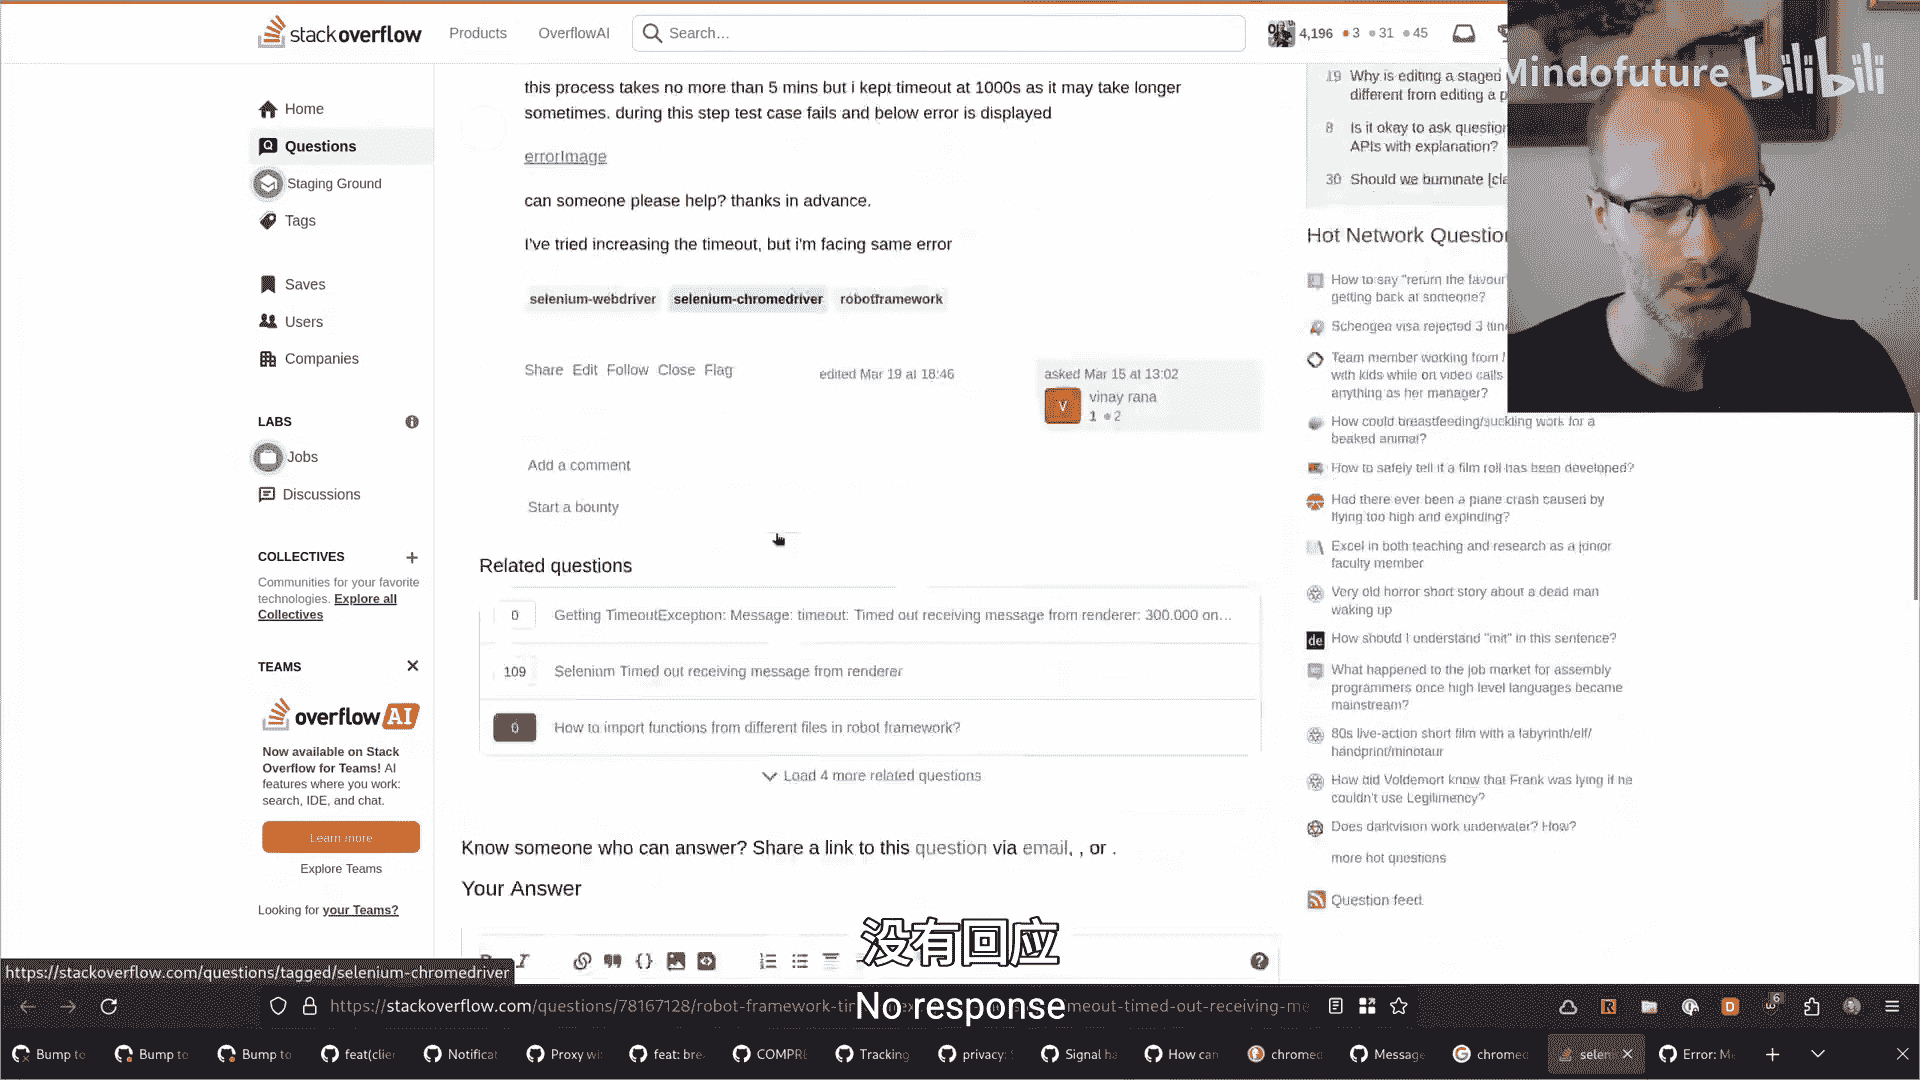 stackoverflow
Products
OverflowAI
Search…
4,196
3
31
45
Mindofuture
bilibili
Home
Questions
Staging Ground
Tags
Saves
Users
Companies
LABS
Jobs
Discussions
COLLECTIVES
Communities for your favorite
technologies. Explore all
Collectives
TEAMS
overflow AI
Now available on Stack
Overflow for Teams! AI
features where you work:
search, IDE, and chat.
Learn more
Explore Teams
Looking for your Teams?
this process takes no more than 5 mins but i kept timeout at 1000s as it may take longer
sometimes. during this step test case fails and below error is displayed
errorImage
can someone please help? thanks in advance.
I've tried increasing the timeout, but i'm facing same error
selenium-webdriver
selenium-chromedriver
robotframework
Share Edit Follow Close Flag
edited Mar 19 at 18:46
asked Mar 15 at 13:02
V
vinay rana
1 2
Add a comment
Start a bounty
Related questions
0 Getting TimeoutException: Message: timeout: Timed out receiving message from renderer: 300.000 on...
109 Selenium Timed out receiving message from renderer
0 How to import functions from different files in robot framework?
Load 4 more related questions
Know someone who can answer? Share a link to this question via email, , or .
Your Answer
19 Why is editing a staged
different from editing a p
8 Is it okay to ask question
APIs with explanation?
30 Should we burninate [cla
Hot Network Question
How to say "return the favour
getting back at someone?
Schengen visa rejected 3 time
Team member working from
with kids while on video calls
anything as her manager?
How could breastfeeding/suckling work for a
beaked animal?
How to safely tell if a film roll has been developed?
Had there ever been a plane crash caused by
flying too high and exploding?
Excel in both teaching and research as a junior
faculty member
Very old horror short story about a dead man
waking up
de How should I understand "mit" in this sentence?
What happened to the job market for assembly
programmers once high level languages became
mainstream?
80s live-action short film with a labyrinth/elf/
handprint/minotaur
How did Voldemort know that Frank was lying if he
couldn't use Legilimency?
Does darkvision work underwater? How?
more hot questions
Question feed
没有回应
No response
https://stackoverflow.com/questions/tagged/selenium-chromedriver
https://stackoverflow.com/questions/78167128/robot-framework-ti
meout-timed-out-receiving-me
6
Bump to
Bump to
Bump to
feat(clie
Notificat
Proxy wi
feat: bre
COMPRE
Tracking
privacy:
Signal ha
How can
chromed
Message
chromed
selen
Error: M